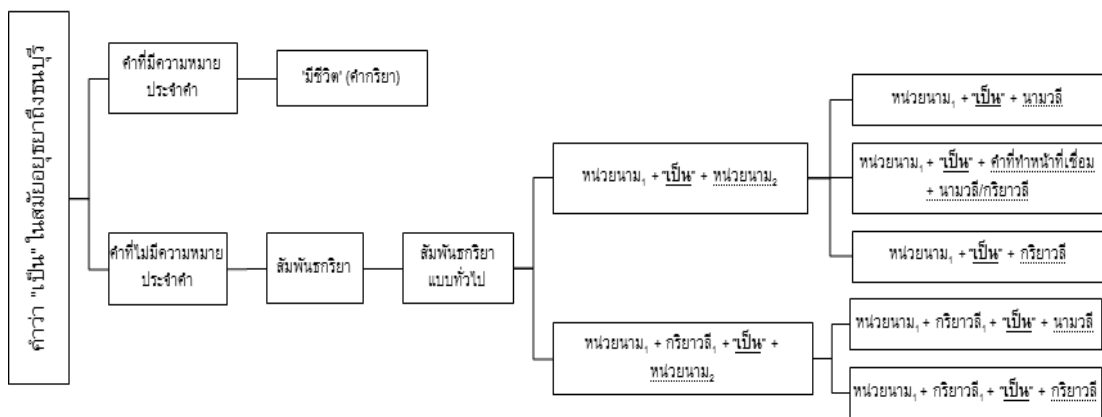 คำว่า "เป็น" ในสมัยอยุธยาถึงธนบุรี
คำที่มีความหมาย
ประจำคำ
'มีชีวิต' (คำกริยา)
คำที่ไม่มีความหมาย
ประจำคำ
สัมพันธกริยา
สัมพันธกริยา
แบบทั่วไป
หน่วยนาม₁ +"เป็น" + หน่วยนาม₂
หน่วยนาม₁ + "เป็น" + นามวลี
หน่วยนาม₁ + "เป็น" + คำที่ทำหน้าที่เชื่อม
+ นามวลี/กริยาวลี
หน่วยนาม₁ +"เป็น" + กริยาวลี
หน่วยนาม₁ + กริยาวลี₁ +"เป็น" +
หน่วยนาม₂
หน่วยนาม₁ + กริยาวลี₁ + "เป็น" + นามวลี
หน่วยนาม₁ + กริยาวลี₁ + "เป็น" + กริยาวลี